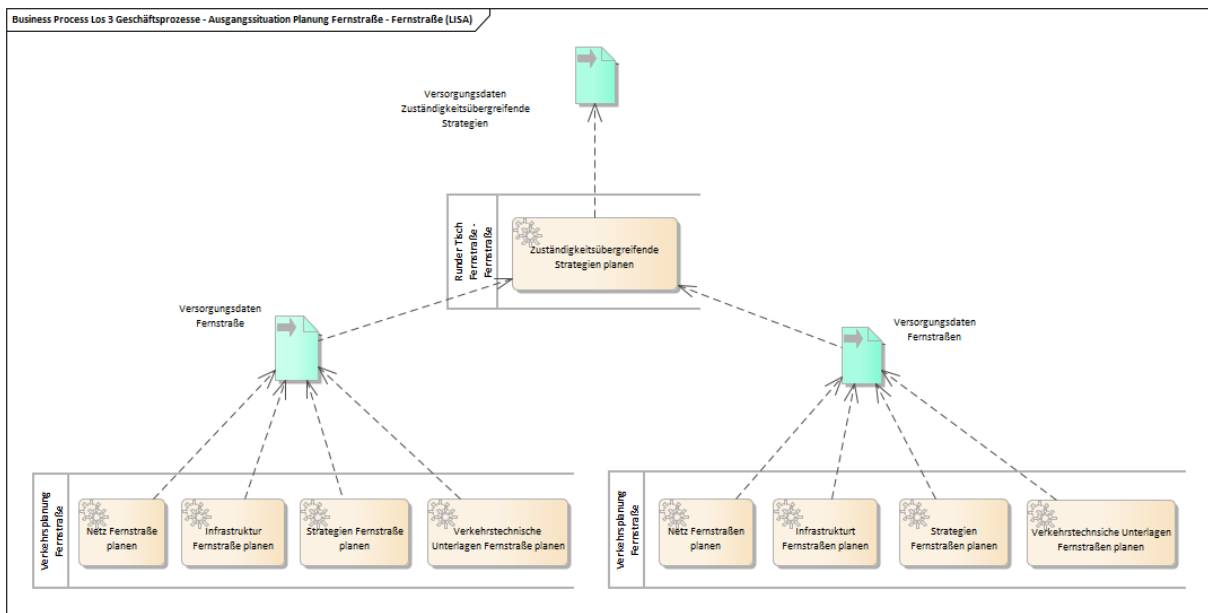 Business Process Los 3 Geschäftsprozesse - Ausgangssituation Planung Fernstraße - Fernstraße (LISA)
Versorgungsdaten
Zuständigkeitsübergreifende
Strategien
Runder Tisch
Fernstraße -
Fernstraße
Zuständigkeitsübergreifende
Strategien planen
Versorgungsdaten
Fernstraße
Versorgungsdaten
Fernstraßen
Verkehrsplanung
Fernstraße
Netz Fernstraße
planen
Infrastruktur
Fernstraße planen
Strategien Fernstraße
planen
Verkehrstechnische
Unterlagen Fernstraße planen
Verkehrsplanung
Fernstraße
Netz Fernstraßen
planen
Infrastrukturt
Fernstraßen planen
Strategien
Fernstraßen planen
Verkerstechnsiche Unterlagen
Fernstraßen planen